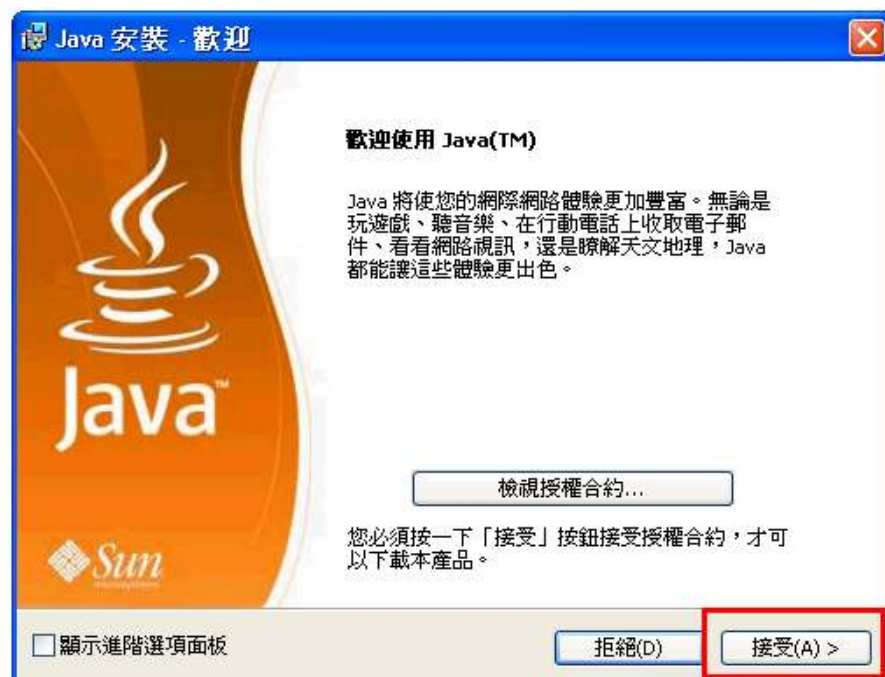 Java 安裝 - 歡迎
歡迎使用 Java(TM)
Java 將使您的網際網路體驗更加豐富。無論是
玩遊戲、聽音樂、在行動電話上收取電子郵
件、看看網路視訊，還是瞭解天文地理，Java
都能讓這些體驗更出色。
Java™
檢視授權合約...
您必須按一下「接受」按鈕接受授權合約，才可
以下載本產品。
Sun
顯示進階選項面板
拒絕(D)
接受(A) >